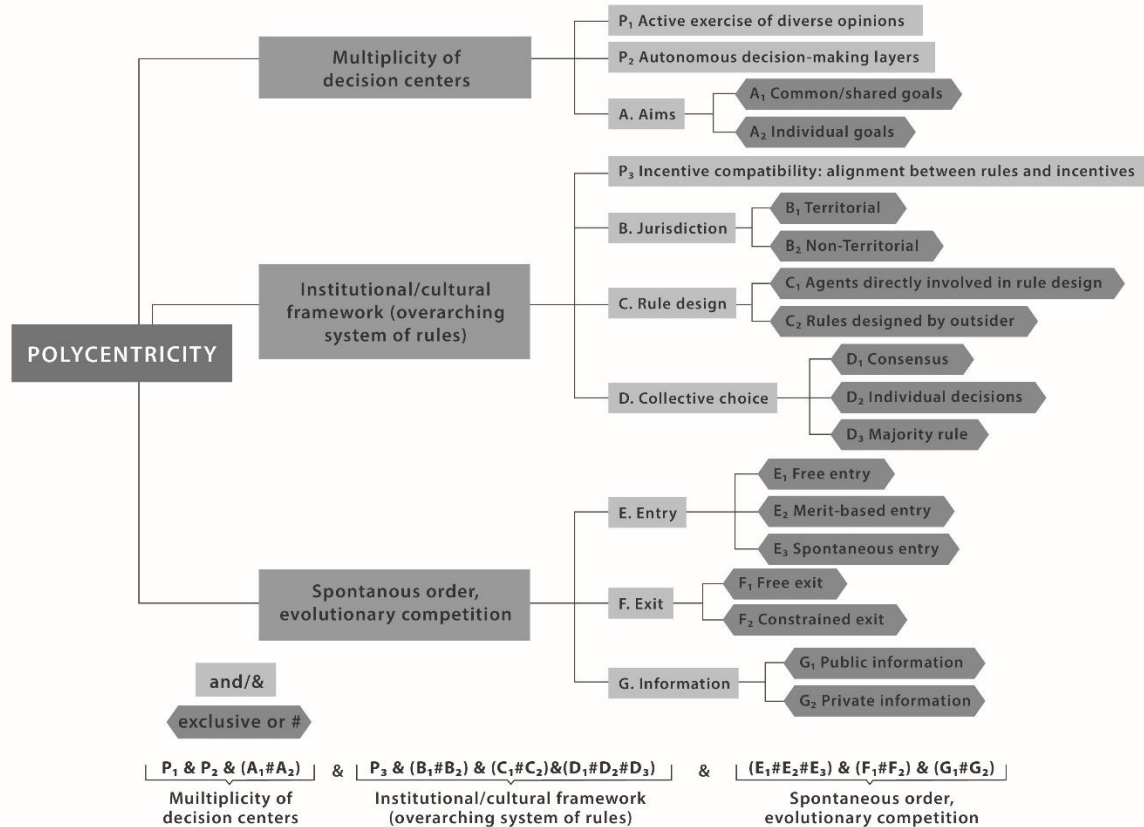 POLYCENTRICITY
Multiplicity of
decision centers
P₁ Active exercise of diverse opinions
P₂ Autonomous decision-making layers
A. Aims
A₁ Common/shared goals
A₂ Individual goals
Institutional/cultural
framework (overarching
system of rules)
P₃ Incentive compatibility: alignment between rules and incentives
B. Jurisdiction
B₁ Territorial
B₂ Non-Territorial
C. Rule design
C₁ Agents directly involved in rule design
C₂ Rules designed by outsider
D. Collective choice
D₁ Consensus
D₂ Individual decisions
D₃ Majority rule
Spontanous order,
evolutionary competition
E. Entry
E₁ Free entry
E₂ Merit-based entry
E₃ Spontaneous entry
F. Exit
F₁ Free exit
F₂ Constrained exit
G. Information
G₁ Public information
G₂ Private information
and/&
exclusive or #
P₁ & P₂ & (A₁#A₂) & P₃ & (B₁#B₂) & (C₁#C₂)&(D₁#D₂#D₃) & (E₁#E₂#E₃) & (F₁#F₂) & (G₁#G₂)
Muiltiplicity of
decision centers
Institutional/cultural framework
(overarching system of rules)
Spontaneous order,
evolutionary competition